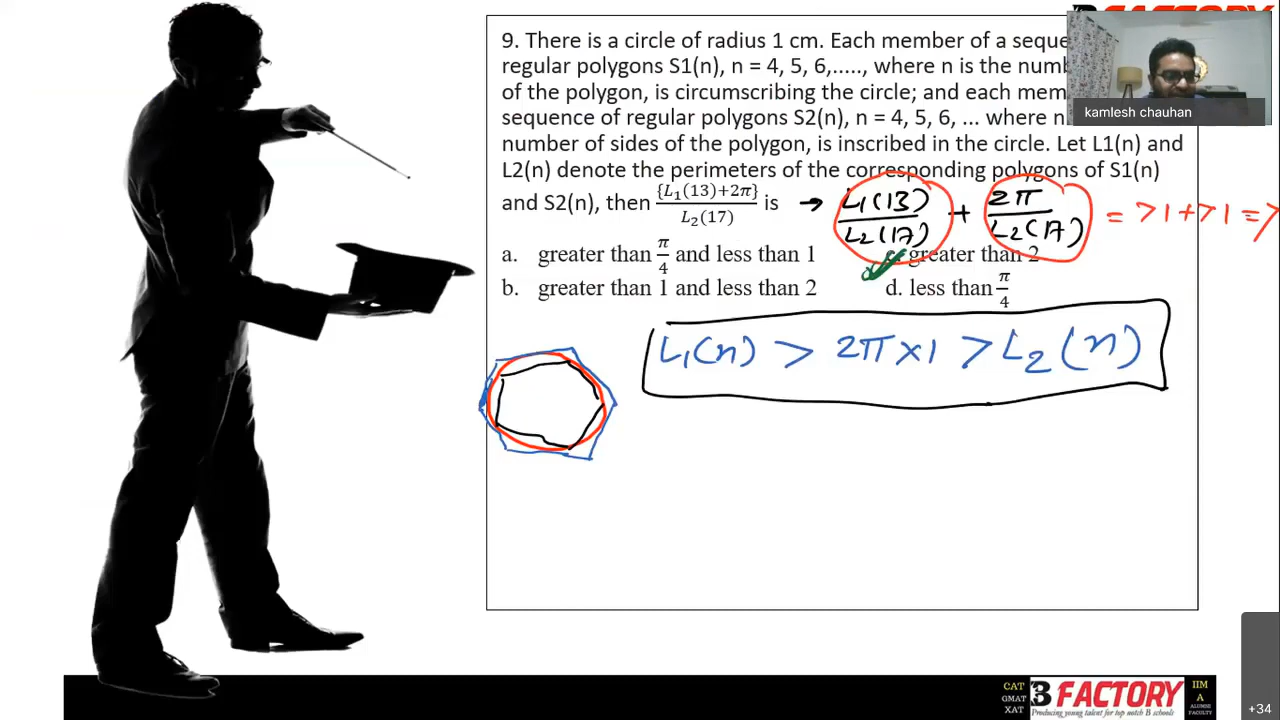 9. There is a circle of radius 1 cm. Each member of a seque
regular polygons S1(n), n = 4, 5, 6,....., where n is the numb
of the polygon, is circumscribing the circle; and each mem
sequence of regular polygons S2(n), n = 4, 5, 6, ... where n
number of sides of the polygon, is inscribed in the circle. Let L1(n) and
L2(n) denote the perimeters of the corresponding polygons of S1(n)
and S2(n), then {L₁(13)+2π}/L₂(17) is → L₁(13)/L₂(17) + 2π/L₂(17) = >1 + >1 = >
a. greater than π/4 and less than 1
greater than 2
b. greater than 1 and less than 2
d. less than π/4
L₁(n) > 2π×1 > L₂(n)
kamlesh chauhan
CAT
GMAT
XAT
3 FACTORY
Producing young talent for top notch B schools
IIM
A
ALUMNI
FACULTY
+34